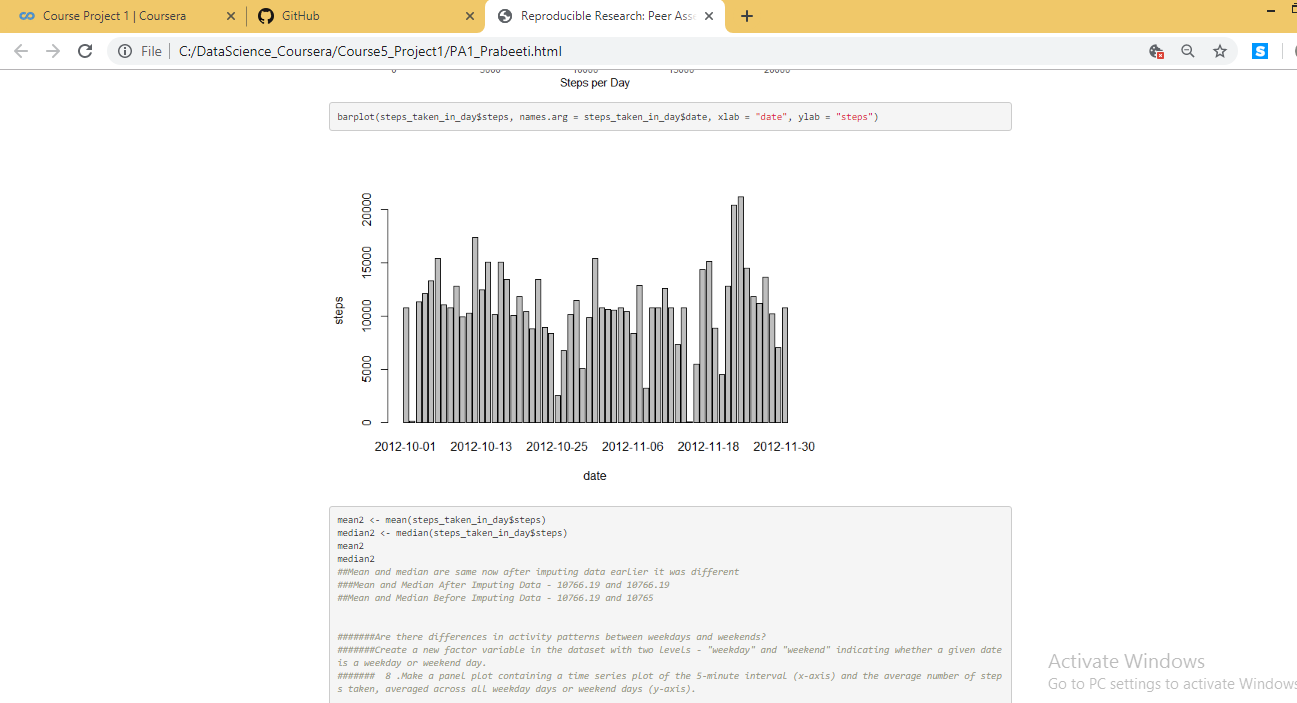 Course Project 1 | Coursera
GitHub
Reproducible Research: Peer Ass
File
C:/DataScience_Coursera/Course5_Project1/PA1_Prabeeti.html
0 5000 10000 15000 20000
Steps per Day
barplot(steps_taken_in_day$steps, names.arg = steps_taken_in_day$date, xlab = "date", ylab = "steps")
20000
15000
10000
5000
0
steps
2012-10-01 2012-10-13 2012-10-25 2012-11-06 2012-11-18 2012-11-30
date
mean2 <- mean(steps_taken_in_day$steps)
median2 <- median(steps_taken_in_day$steps)
mean2
median2
##Mean and median are same now after imputing data earlier it was different
###Mean and Median After Imputing Data - 10766.19 and 10766.19
##Mean and Median Before Imputing Data - 10766.19 and 10765
#######Are there differences in activity patterns between weekdays and weekends?
#######Create a new factor variable in the dataset with two levels - "weekday" and "weekend" indicating whether a given date
is a weekday or weekend day.
#######  8 .Make a panel plot containing a time series plot of the 5-minute interval (x-axis) and the average number of step
s taken, averaged across all weekday days or weekend days (y-axis).
Activate Windows
Go to PC settings to activate Windows